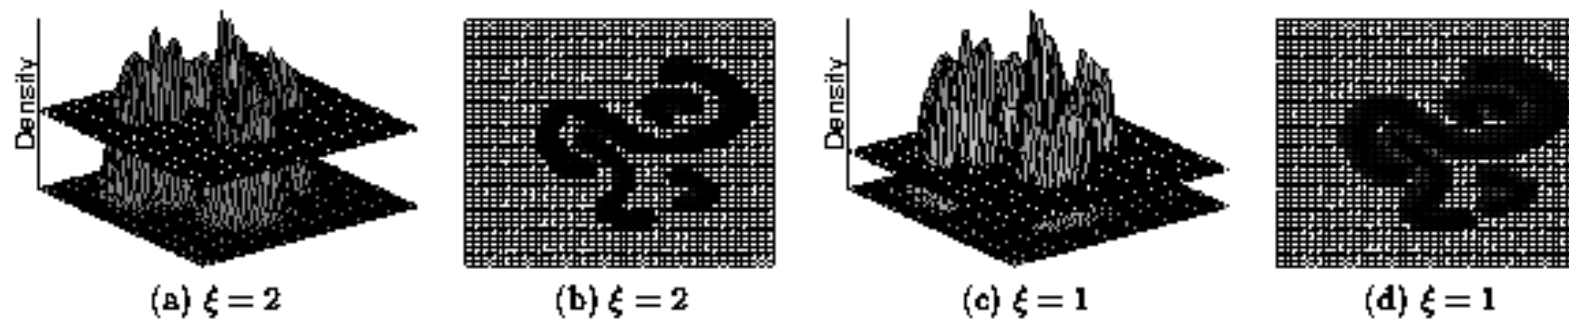 Density
Density
(a) ξ = 2
(b) ξ = 2
(c) ξ = 1
(d) ξ = 1